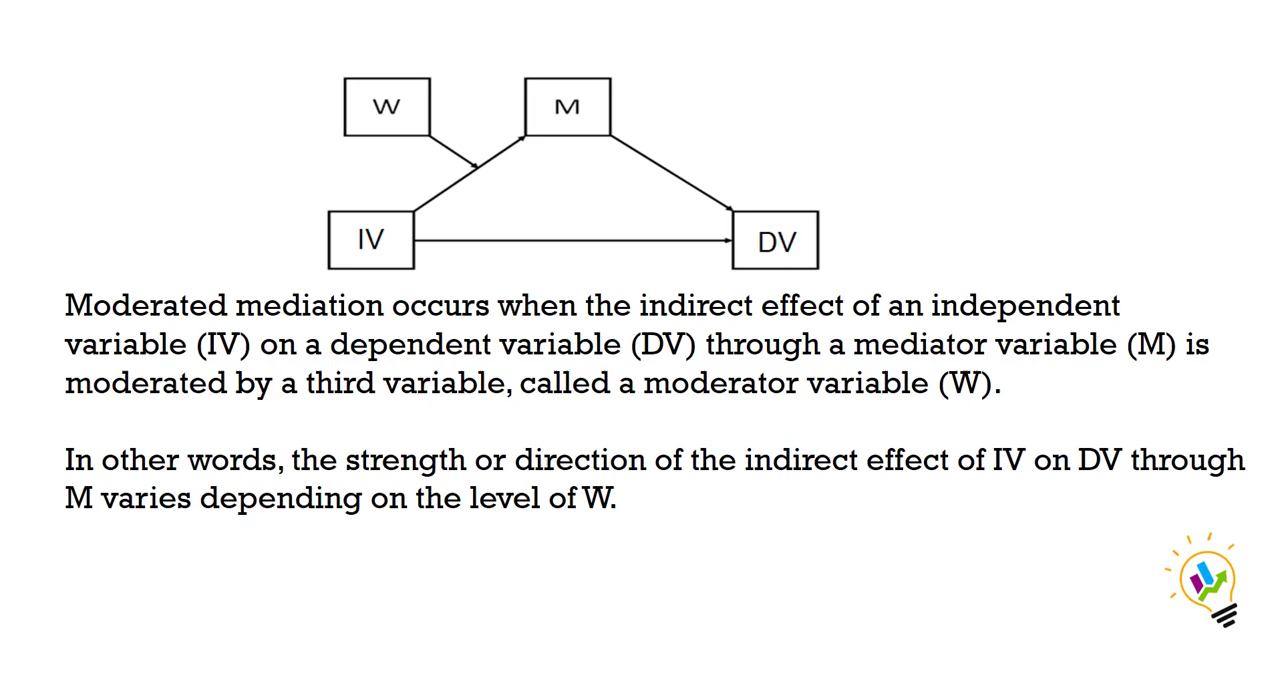 W
M
IV
DV
Moderated mediation occurs when the indirect effect of an independent
variable (IV) on a dependent variable (DV) through a mediator variable (M) is
moderated by a third variable, called a moderator variable (W).
In other words, the strength or direction of the indirect effect of IV on DV through
M varies depending on the level of W.